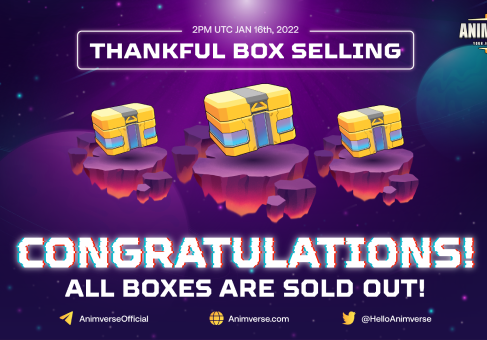 2PM UTC JAN 16th, 2022
THANKFUL BOX SELLING
CONGRATULATIONS!
ALL BOXES ARE SOLD OUT!
AnimverseOfficial
Animverse.com
@HelloAnimverse